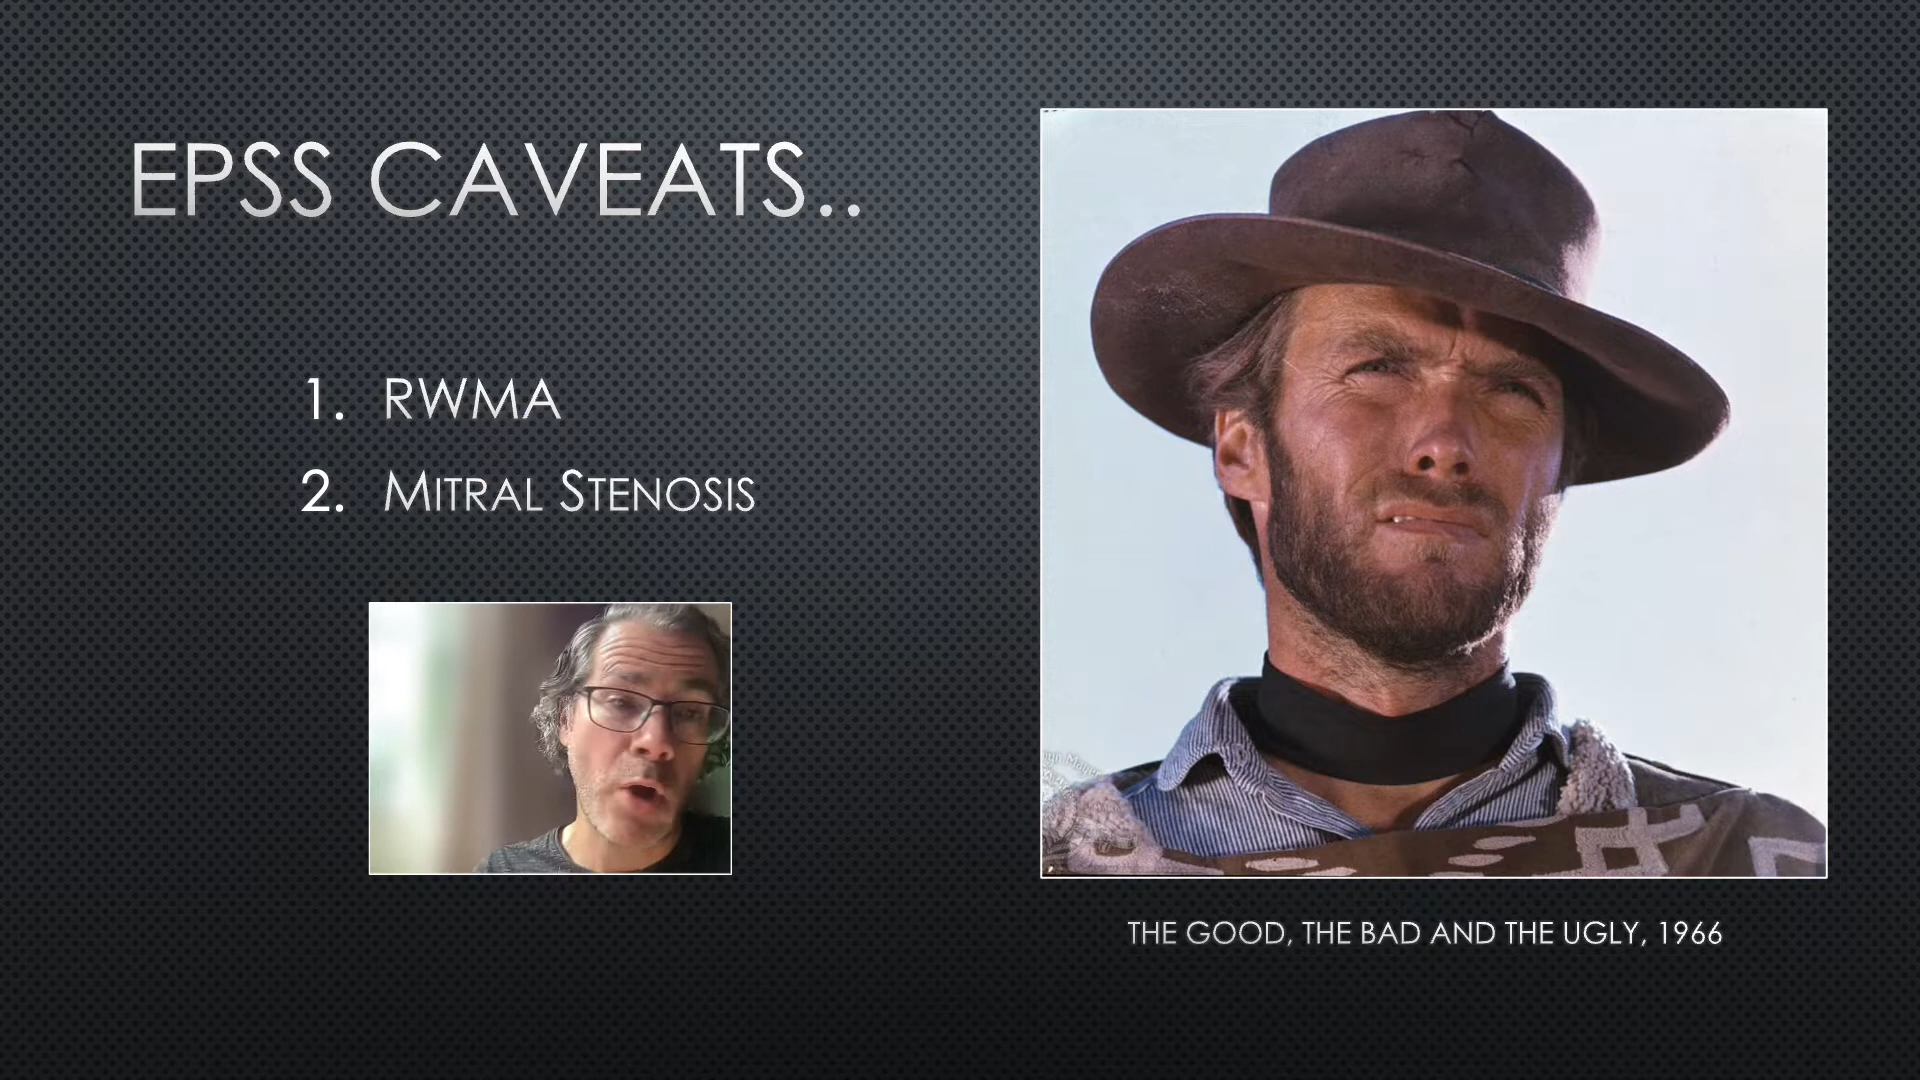 EPSS CAVEATS..
1. RWMA
2. MITRAL STENOSIS
THE GOOD, THE BAD AND THE UGLY, 1966